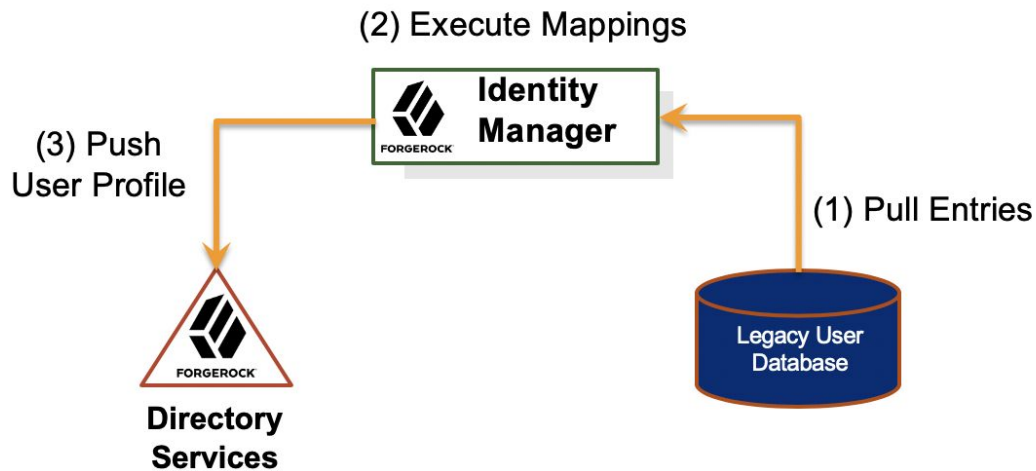 (2) Execute Mappings
Identity
Manager
FORGEROCK
(3) Push
User Profile
(1) Pull Entries
Legacy User
Database
FORGEROCK
Directory
Services